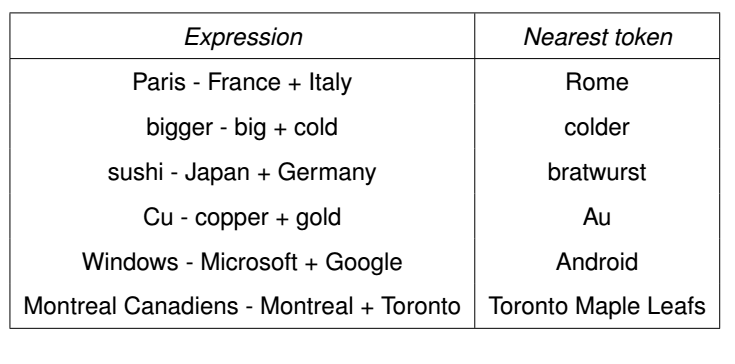 Expression Nearest token
Paris - France + Italy Rome
bigger - big + cold colder
sushi - Japan + Germany bratwurst
Cu - copper + gold Au
Windows - Microsoft + Google Android
Montreal Canadiens - Montreal + Toronto Toronto Maple Leafs